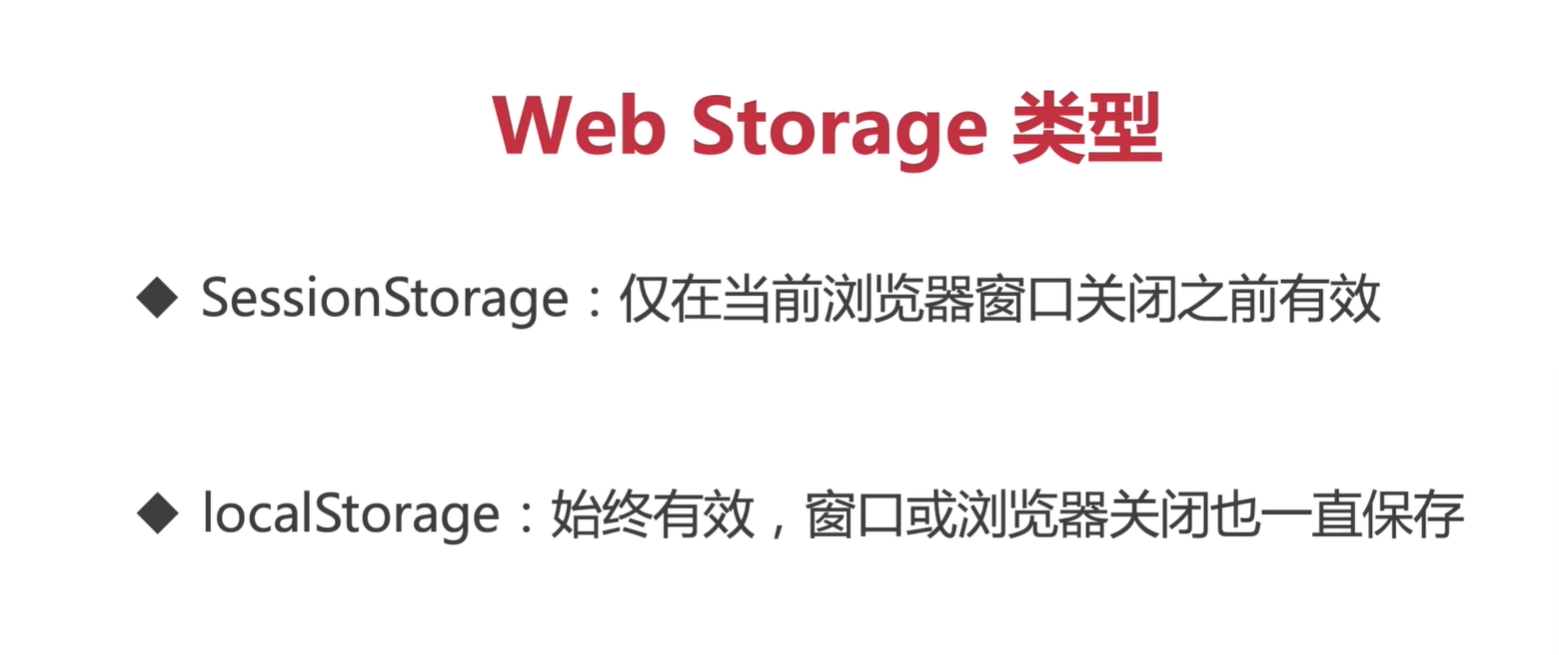 Web Storage 类型
◆ SessionStorage：仅在当前浏览器窗口关闭之前有效
◆ localStorage：始终有效，窗口或浏览器关闭也一直保存